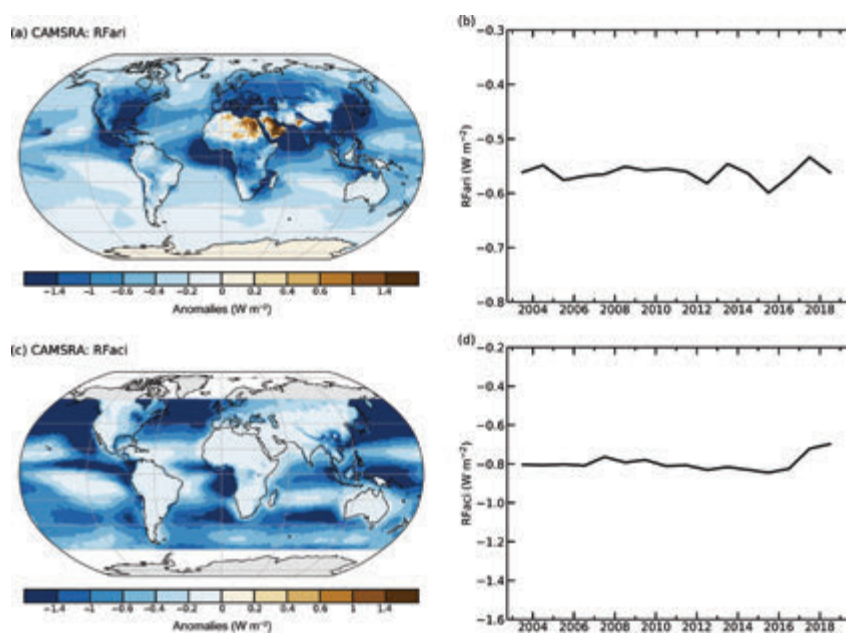 (a) CAMSRA: RFari
−1.4 −1 −0.6 −0.4 −0.2 0 0.2 0.4 0.6 1 1.4
Anomalies (W m⁻²)
(b)
−0.3
−0.4
−0.5
−0.6
−0.7
−0.8
RFari (W m⁻²)
2004 2006 2008 2010 2012 2014 2016 2018
(c) CAMSRA: RFaci
−1.4 −1 −0.6 −0.4 −0.2 0 0.2 0.4 0.6 1 1.4
Anomalies (W m⁻²)
(d)
−0.2
−0.4
−0.6
−0.8
−1.0
−1.2
−1.4
−1.6
RFaci (W m⁻²)
2004 2006 2008 2010 2012 2014 2016 2018